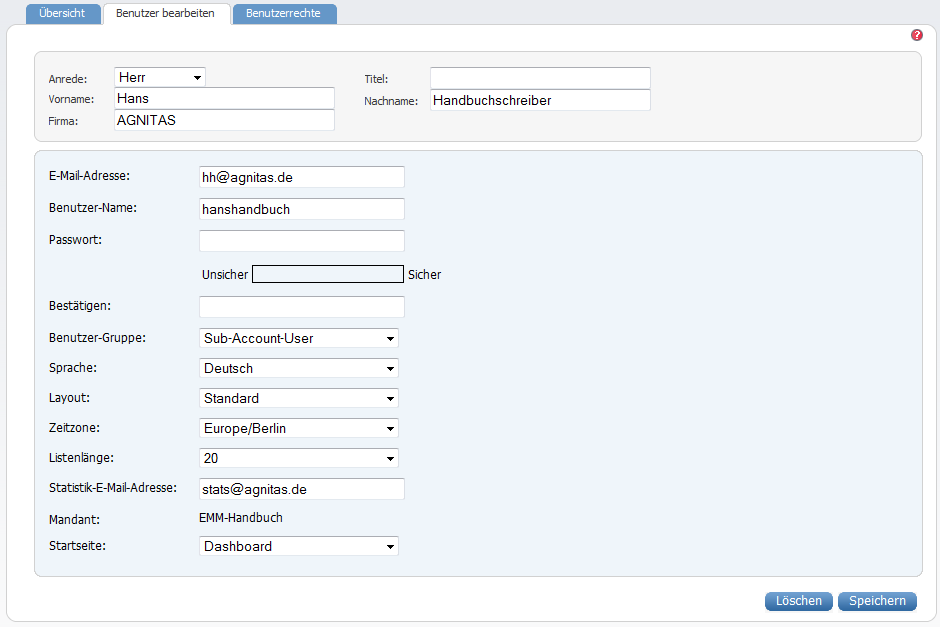 Übersicht Benutzer bearbeiten Benutzerrechte
?
Anrede: Herr Titel:
Vorname: Hans Nachname: Handbuchschreiber
Firma: AGNITAS
E-Mail-Adresse: hh@agnitas.de
Benutzer-Name: hanshandbuch
Passwort:
Unsicher Sicher
Bestätigen:
Benutzer-Gruppe: Sub-Account-User
Sprache: Deutsch
Layout: Standard
Zeitzone: Europe/Berlin
Listenlänge: 20
Statistik-E-Mail-Adresse: stats@agnitas.de
Mandant: EMM-Handbuch
Startseite: Dashboard
Löschen Speichern